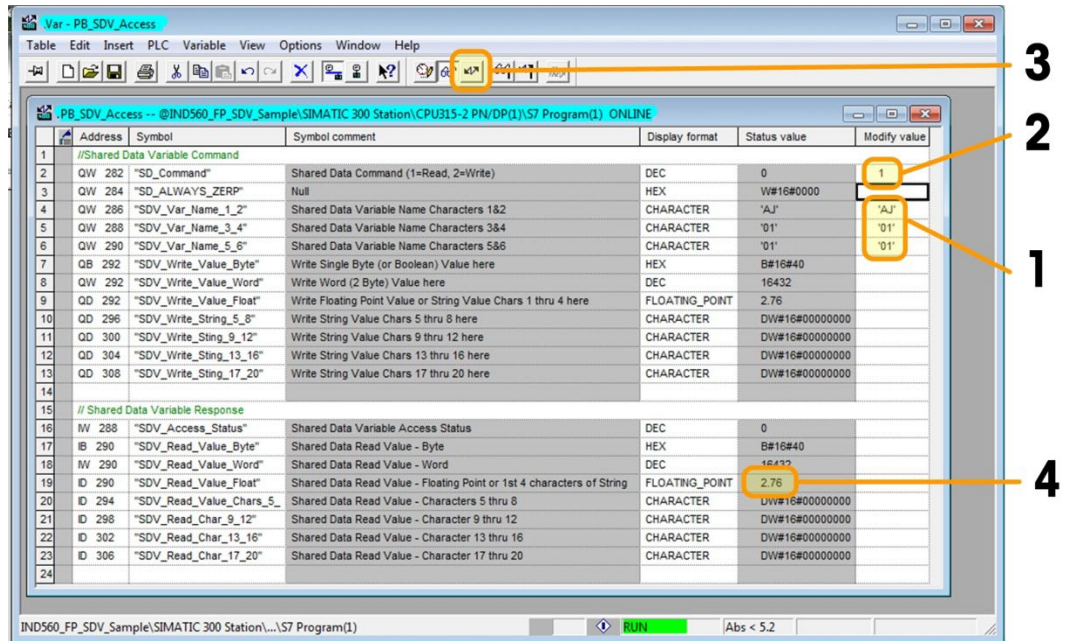 .Var - PB_SDV_Access
Table Edit Insert PLC Variable View Options Window Help
3
.PB_SDV_Access -- @IND560_FP_SDV_Sample\SIMATIC 300 Station\CPU315-2 PN/DP(1)\S7 Program(1) ONLINE
Address Symbol Symbol comment Display format Status value Modify value
2
1 //Shared Data Variable Command
2 QW 282 "SD_Command" Shared Data Command (1=Read, 2=Write) DEC 0 1
3 QW 284 "SD_ALWAYS_ZERP" Null HEX W#16#0000
4 QW 286 "SDV_Var_Name_1_2" Shared Data Variable Name Characters 1&2 CHARACTER 'AJ' 'AJ'
5 QW 288 "SDV_Var_Name_3_4" Shared Data Variable Name Characters 3&4 CHARACTER '01' '01'
6 QW 290 "SDV_Var_Name_5_6" Shared Data Variable Name Characters 5&6 CHARACTER '01' '01'
1
7 QB 292 "SDV_Write_Value_Byte" Write Single Byte (or Boolean) Value here HEX B#16#40
8 QW 292 "SDV_Write_Value_Word" Write Word (2 Byte) Value here DEC 16432
9 QD 292 "SDV_Write_Value_Float" Write Floating Point Value or String Value Chars 1 thru 4 here FLOATING_POINT 2.76
10 QD 296 "SDV_Write_String_5_8" Write String Value Chars 5 thru 8 here CHARACTER DW#16#00000000
11 QD 300 "SDV_Write_Sting_9_12" Write String Value Chars 9 thru 12 here CHARACTER DW#16#00000000
12 QD 304 "SDV_Write_Sting_13_16" Write String Value Chars 13 thru 16 here CHARACTER DW#16#00000000
13 QD 308 "SDV_Write_Sting_17_20" Write String Value Chars 17 thru 20 here CHARACTER DW#16#00000000
14
15 // Shared Data Variable Response
16 IW 288 "SDV_Access_Status" Shared Data Variable Access Status DEC 0
17 IB 290 "SDV_Read_Value_Byte" Shared Data Read Value - Byte HEX B#16#40
18 IW 290 "SDV_Read_Value_Word" Shared Data Read Value - Word DEC 16432
19 ID 290 "SDV_Read_Value_Float" Shared Data Read Value - Floating Point or 1st 4 characters of String FLOATING_POINT 2.76
4
20 ID 294 "SDV_Read_Value_Chars_5_ Shared Data Read Value - Characters 5 thru 8 CHARACTER DW#16#00000000
21 ID 298 "SDV_Read_Char_9_12" Shared Data Read Value - Character 9 thru 12 CHARACTER DW#16#00000000
22 ID 302 "SDV_Read_Char_13_16" Shared Data Read Value - Character 13 thru 16 CHARACTER DW#16#00000000
23 ID 306 "SDV_Read_Char_17_20" Shared Data Read Value - Character 17 thru 20 CHARACTER DW#16#00000000
24
IND560_FP_SDV_Sample\SIMATIC 300 Station\...\S7 Program(1) RUN Abs < 5.2